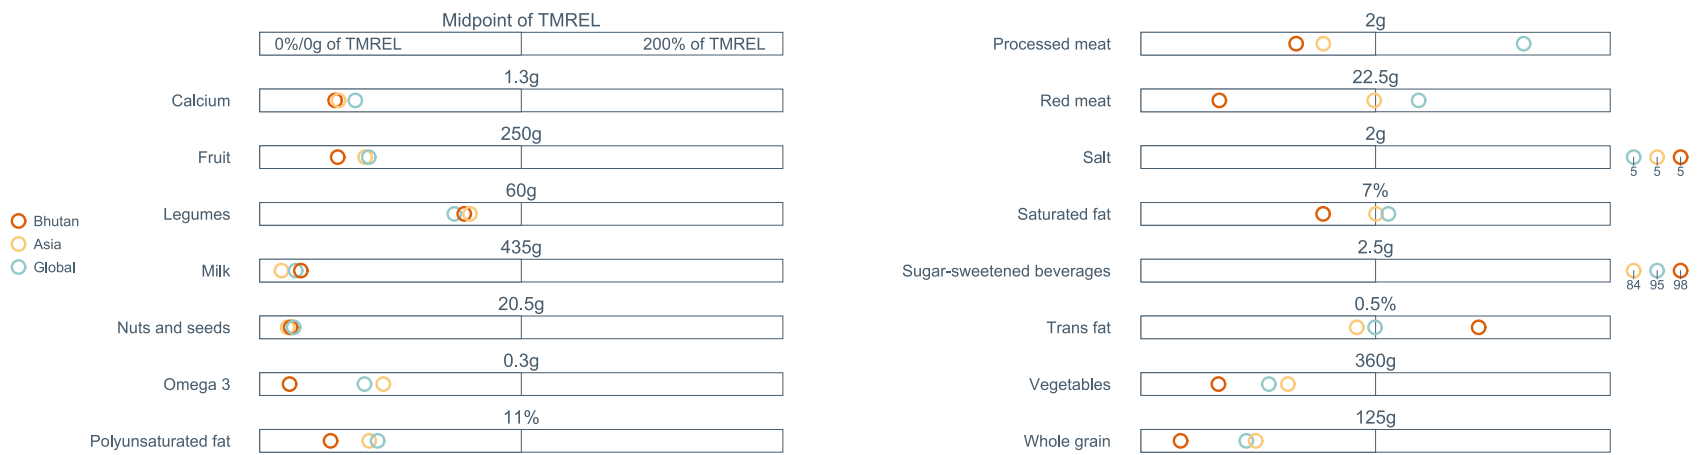 Midpoint of TMREL
0%/0g of TMREL 200% of TMREL
1.3g
Calcium
250g
Fruit
60g
Legumes
435g
Milk
20.5g
Nuts and seeds
0.3g
Omega 3
11%
Polyunsaturated fat
Bhutan
Asia
Global
2g
Processed meat
22.5g
Red meat
2g
Salt
5 5 5
7%
Saturated fat
2.5g
Sugar-sweetened beverages
84 95 98
0.5%
Trans fat
360g
Vegetables
125g
Whole grain